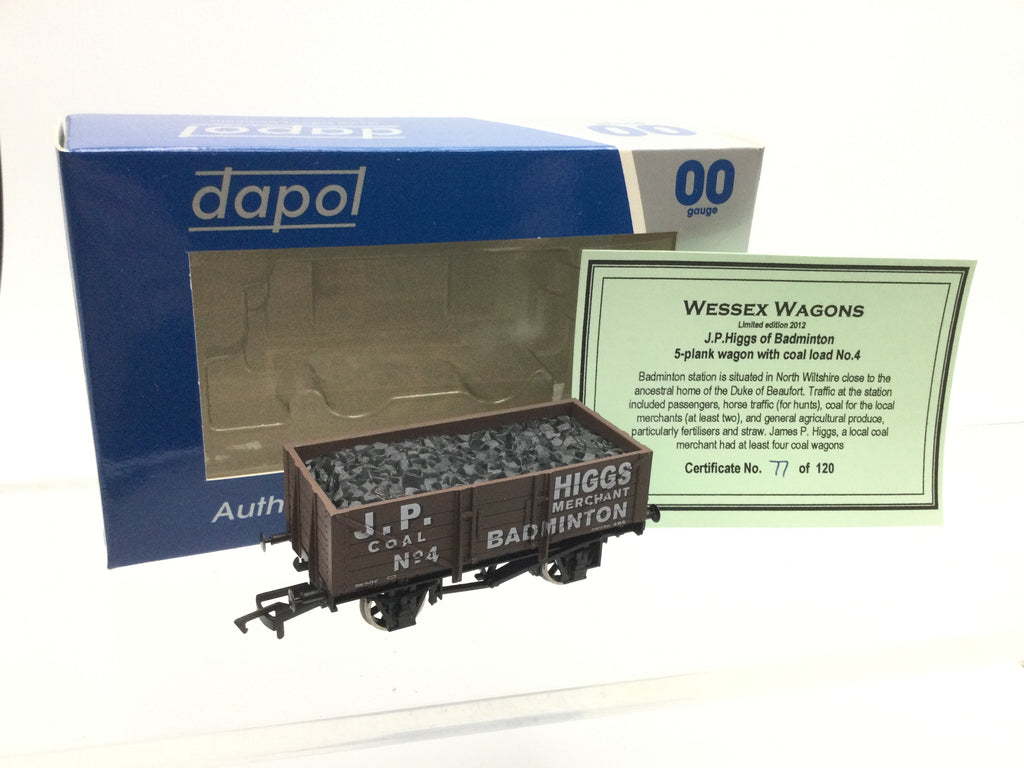 dapol
00
dapol
00
gauge
Auth
WESSEX WAGONS
Limited edition 2012
J.P.Higgs of Badminton
5-plank wagon with coal load No.4
Badminton station is situated in North Wiltshire close to the
ancestral home of the Duke of Beaufort. Traffic at the station
included passengers, horse traffic (for hunts), coal for the local
merchants (at least two), and general agricultural produce,
particularly fertilisers and straw. James P. Higgs, a local coal
merchant had at least four coal wagons
Certificate No. 77 of 120
J.P. HIGGS
COAL MERCHANT
Nº4 BADMINTON